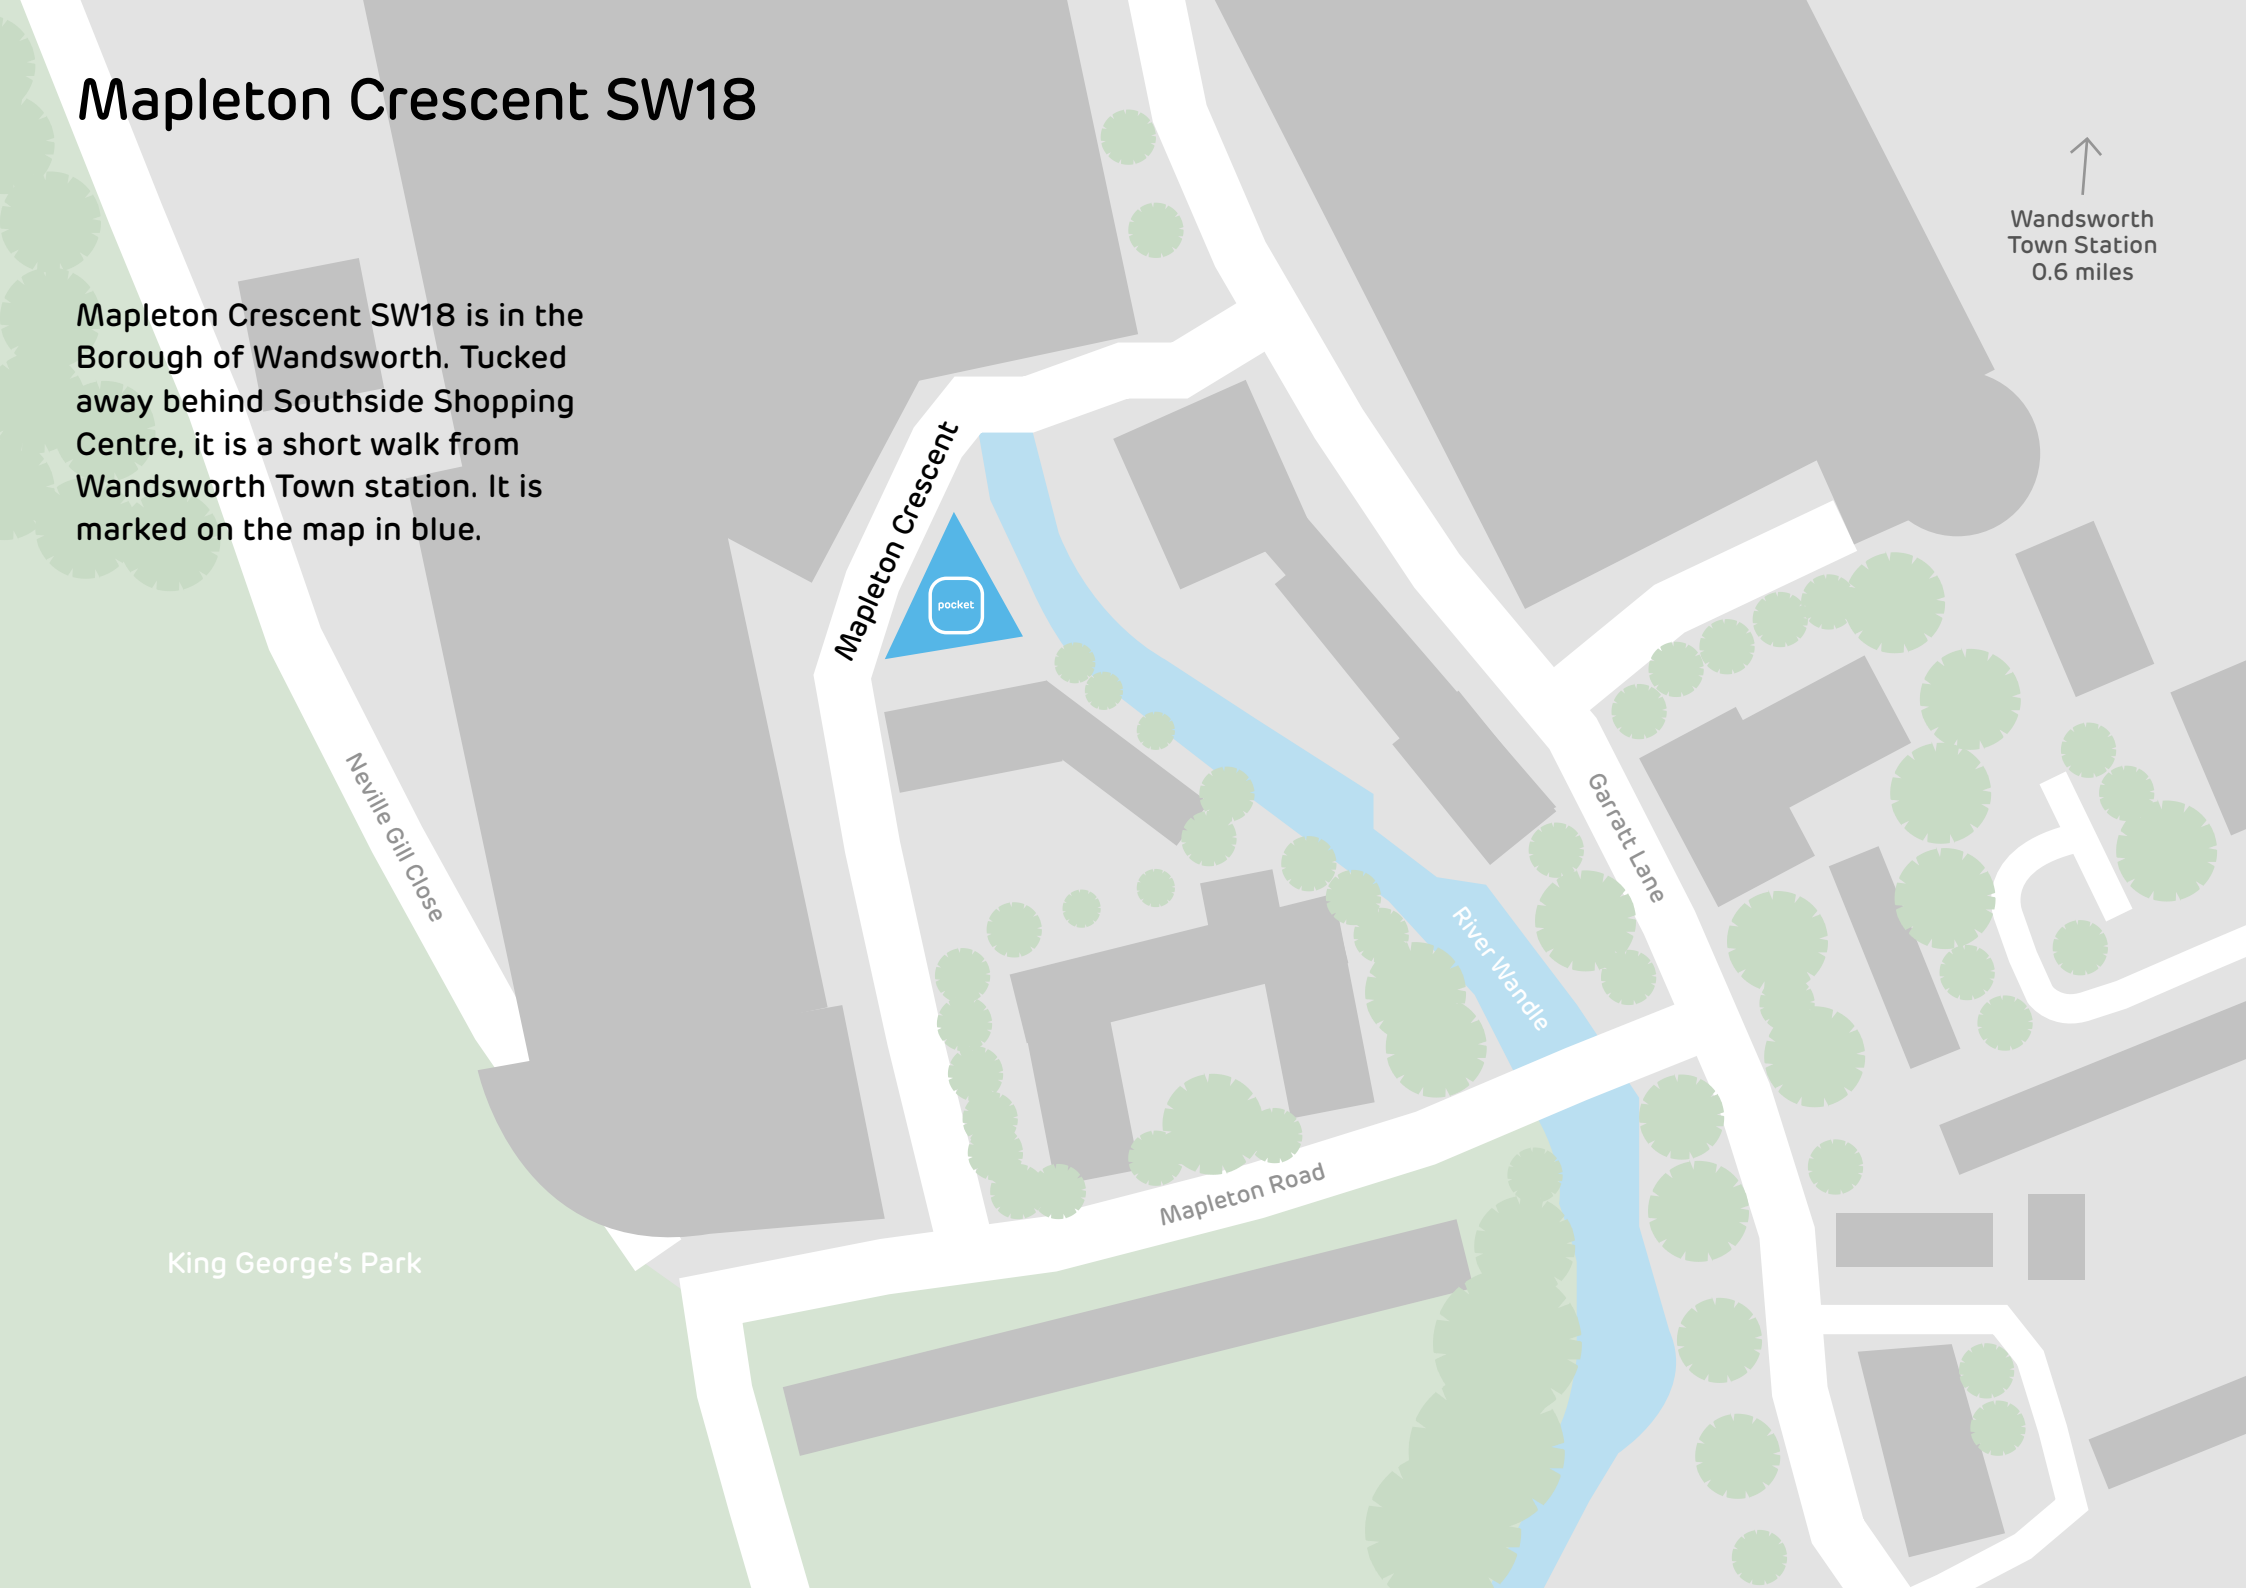 Mapleton Crescent SW18
Wandsworth
Town Station
0.6 miles
Mapleton Crescent SW18 is in the
Borough of Wandsworth. Tucked
away behind Southside Shopping
Centre, it is a short walk from
Wandsworth Town station. It is
marked on the map in blue.
Mapleton Crescent
pocket
Neville Gill Close
Garratt Lane
River Wandle
Mapleton Road
King George's Park